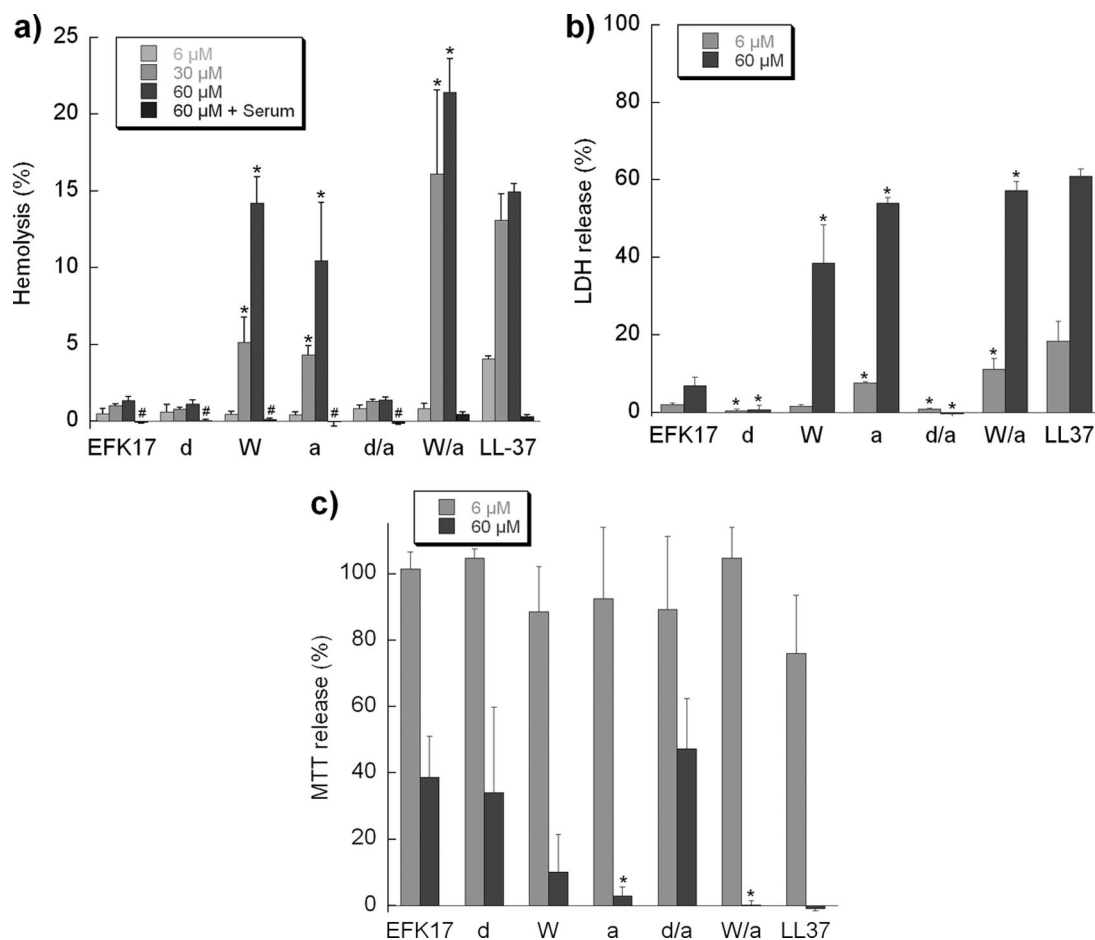 a)
25
20
15
10
5
0
Hemolysis (%)
6 µM
30 µM
60 µM
60 µM + Serum
* * * * * *
# # # # #
EFK17 d W a d/a W/a LL-37
b)
100
80
60
40
20
0
LDH release (%)
6 µM
60 µM
* * * * * * * * *
EFK17 d W a d/a W/a LL37
c)
100
80
60
40
20
0
MTT release (%)
6 µM
60 µM
* *
EFK17 d W a d/a W/a LL37